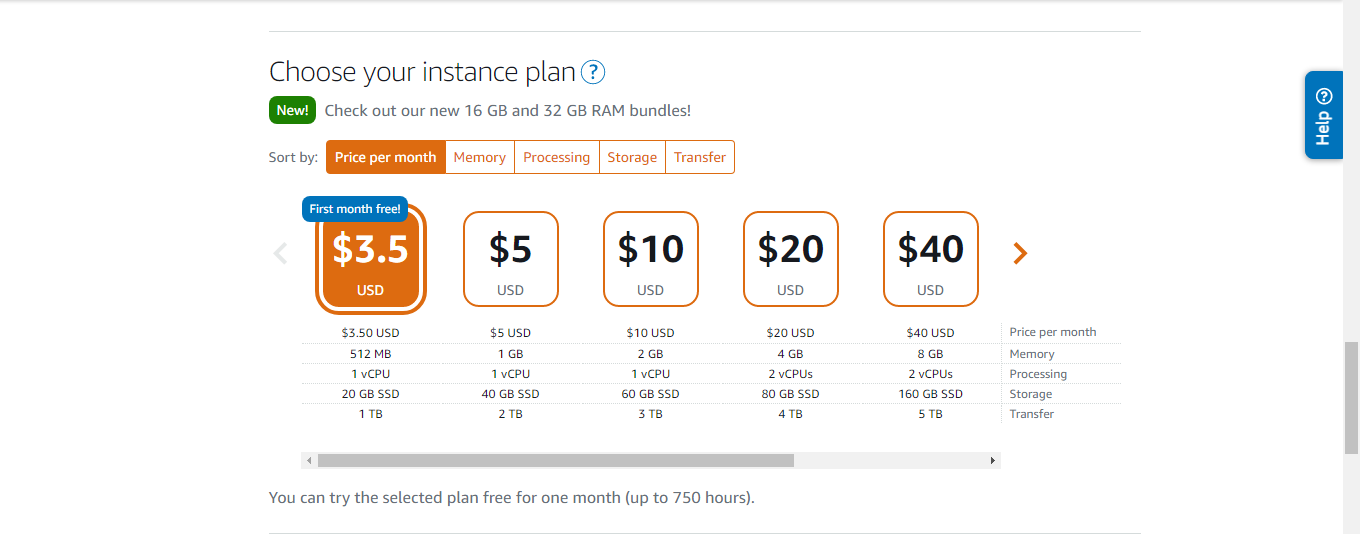 Choose your instance plan ?
New! Check out our new 16 GB and 32 GB RAM bundles!
Help ?
Sort by: Price per month Memory Processing Storage Transfer
First month free!
$3.5 $5 $10 $20 $40
USD USD USD USD USD
$3.50 USD $5 USD $10 USD $20 USD $40 USD Price per month
512 MB 1 GB 2 GB 4 GB 8 GB Memory
1 vCPU 1 vCPU 1 vCPU 2 vCPUs 2 vCPUs Processing
20 GB SSD 40 GB SSD 60 GB SSD 80 GB SSD 160 GB SSD Storage
1 TB 2 TB 3 TB 4 TB 5 TB Transfer
You can try the selected plan free for one month (up to 750 hours).